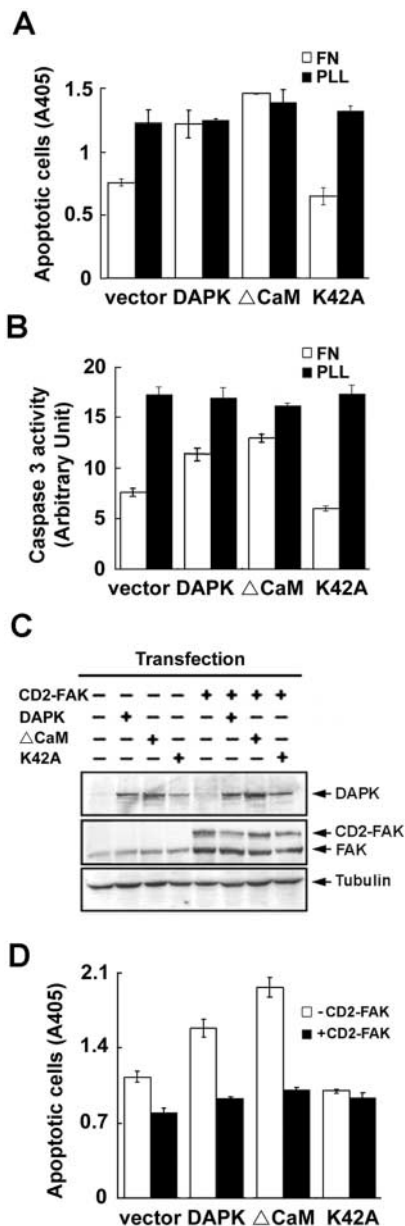 A
FN
PLL
Apoptotic cells (A405)
1.5
1
0.5
0
vector DAPK △CaM K42A
B
FN
PLL
Caspase 3 activity
(Arbitrary Unit)
20
15
10
5
0
vector DAPK △CaM K42A
C
Transfection
CD2-FAK − − − − + + + +
DAPK − + − − − + − −
△CaM − − + − − − + −
K42A − − − + − − − +
DAPK
CD2-FAK
FAK
Tubulin
D
-CD2-FAK
+CD2-FAK
Apoptotic cells (A405)
2.1
1.4
0.7
0
vector DAPK △CaM K42A